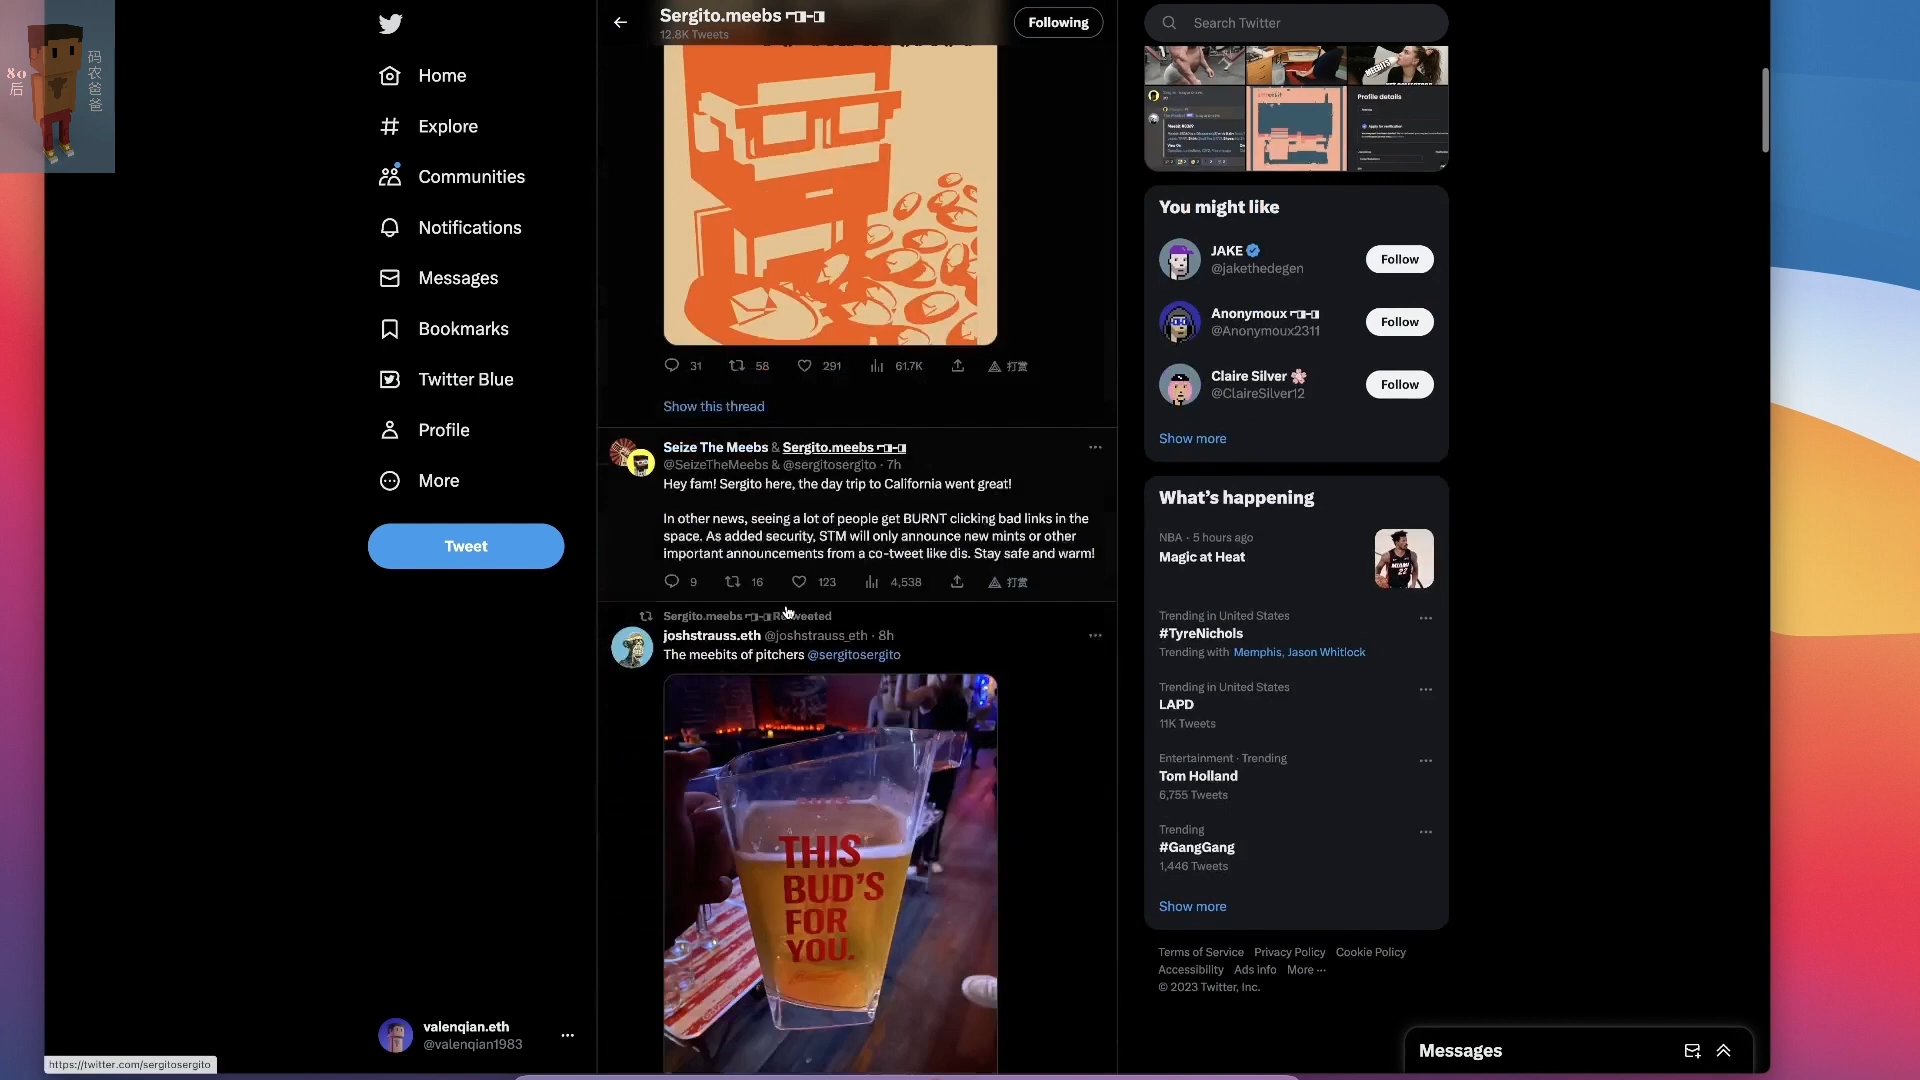 80
后
码农爸爸
Home
Explore
Communities
Notifications
Messages
Bookmarks
Twitter Blue
Profile
More
Tweet
valenqian.eth
@valenqian1983
https://twitter.com/sergitosergito
Sergito.meebs
12.8K Tweets
Following
31 58 291 61.7K 打赏
Show this thread
Seize The Meebs & Sergito.meebs
@SeizeTheMeebs & @sergitosergito · 7h
Hey fam! Sergito here, the day trip to California went great!
In other news, seeing a lot of people get BURNT clicking bad links in the
space. As added security, STM will only announce new mints or other
important announcements from a co-tweet like dis. Stay safe and warm!
9 16 123 4,538 打赏
Sergito.meebs Retweeted
joshstrauss.eth @joshstrauss_eth · 8h
The meebits of pitchers @sergitosergito
THIS
BUD'S
FOR
YOU.
Search Twitter
MEEBITS
Profile details
You might like
JAKE
@jakethedegen
Follow
Anonymoux
@Anonymoux2311
Follow
Claire Silver
@ClaireSilver12
Follow
Show more
What's happening
NBA · 5 hours ago
Magic at Heat
MIAMI
22
Trending in United States
#TyreNichols
Trending with Memphis, Jason Whitlock
Trending in United States
LAPD
11K Tweets
Entertainment · Trending
Tom Holland
6,755 Tweets
Trending
#GangGang
1,446 Tweets
Show more
Terms of Service Privacy Policy Cookie Policy
Accessibility Ads info More ...
© 2023 Twitter, Inc.
Messages